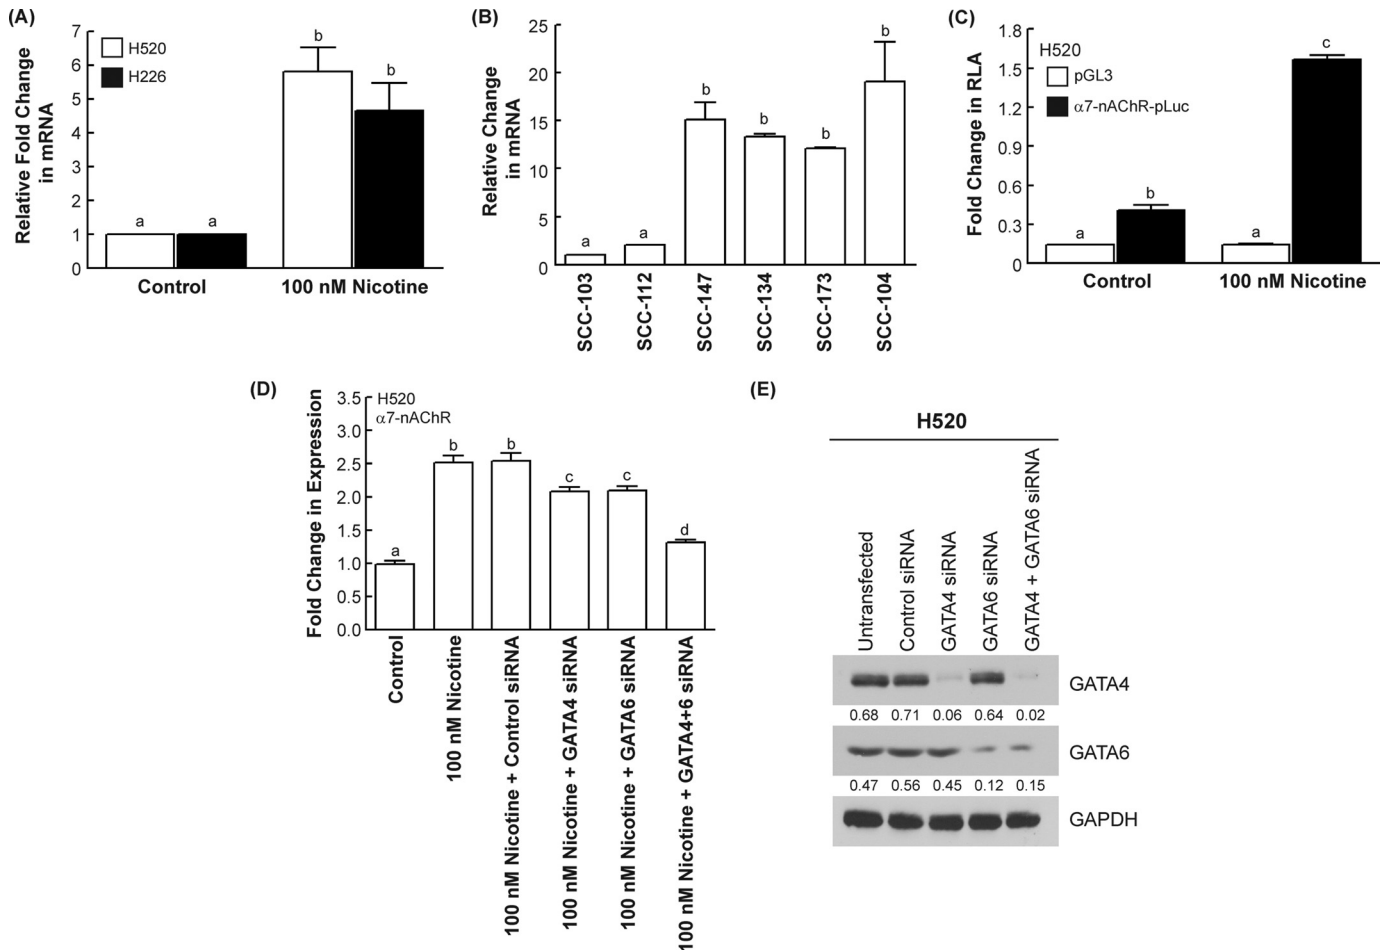 (A)
Relative Fold Change
in mRNA
7
6
5
4
3
2
1
0
H520
H226
a
a
b
b
Control
100 nM Nicotine
(B)
Relative Change
in mRNA
25
20
15
10
5
0
a
a
b
b
b
b
SCC-103
SCC-112
SCC-147
SCC-134
SCC-173
SCC-104
(C)
Fold Change in RLA
1.8
1.5
1.2
0.9
0.6
0.3
0
H520
pGL3
α7-nAChR-pLuc
a
b
a
c
Control
100 nM Nicotine
(D)
Fold Change in Expression
3.5
3.0
2.5
2.0
1.5
1.0
0.5
0.0
H520
α7-nAChR
a
b
b
c
c
d
Control
100 nM Nicotine
100 nM Nicotine + Control siRNA
100 nM Nicotine + GATA4 siRNA
100 nM Nicotine + GATA6 siRNA
100 nM Nicotine + GATA4+6 siRNA
(E)
H520
Untransfected
Control siRNA
GATA4 siRNA
GATA6 siRNA
GATA4 + GATA6 siRNA
GATA4
0.68 0.71 0.06 0.64 0.02
GATA6
0.47 0.56 0.45 0.12 0.15
GAPDH